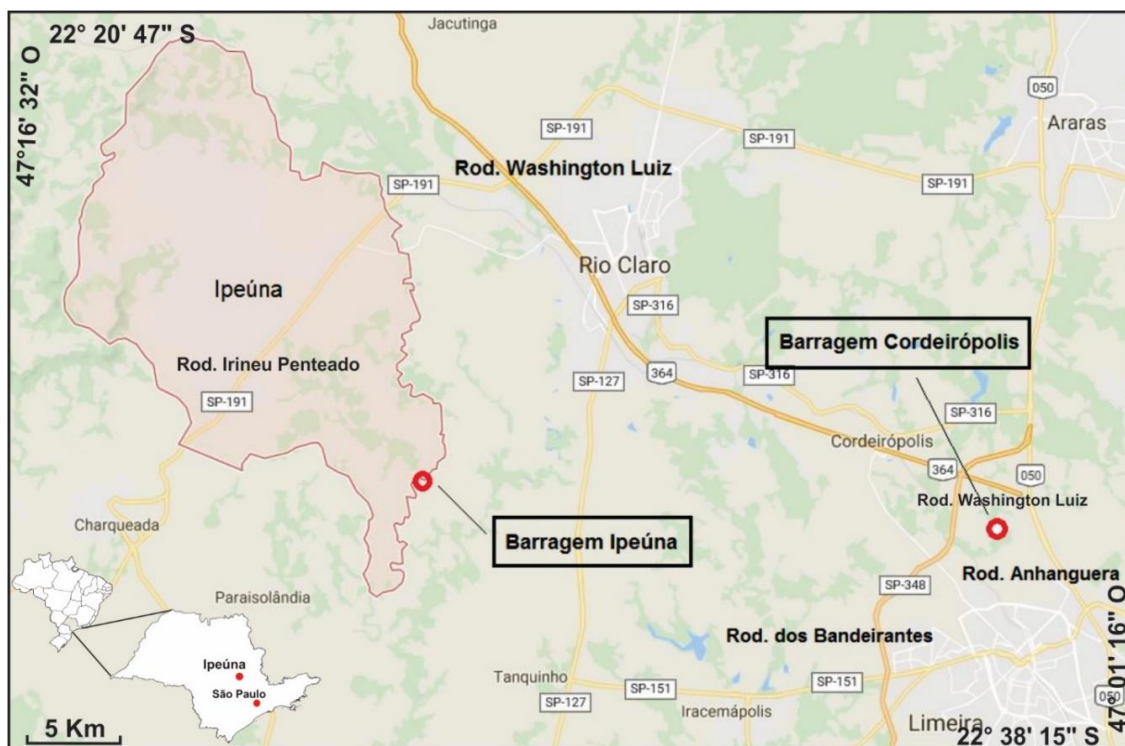 22° 20' 47" S
47°16' 32" O
Jacutinga
050
Araras
SP-191
SP-191
Rod. Washington Luiz
SP-191
SP-191
SP-191
Rio Claro
Ipeúna
SP-316
Barragem Cordeirópolis
Rod. Irineu Penteado
SP-127
364
SP-316
SP-191
SP-316
Cordeirópolis
364
050
Rod. Washington Luiz
Charqueada
Barragem Ipeúna
Rod. Anhanguera
SP-348
Paraisolândia
Rod. dos Bandeirantes
Ipeúna
São Paulo
Tanquinho
SP-151
SP-151
SP-127
Iracemápolis
050
Limeira
5 Km
22° 38' 15" S
47° 01' 16" O